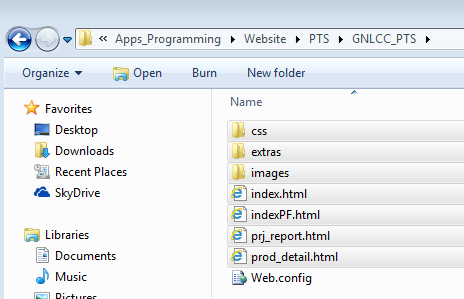 « Apps_Programming Website PTS GNLCC_PTS
Organize Open Burn New folder
Favorites
Desktop
Downloads
Recent Places
SkyDrive
Libraries
Documents
Music
Pictures
Name
css
extras
images
index.html
indexPF.html
prj_report.html
prod_detail.html
Web.config